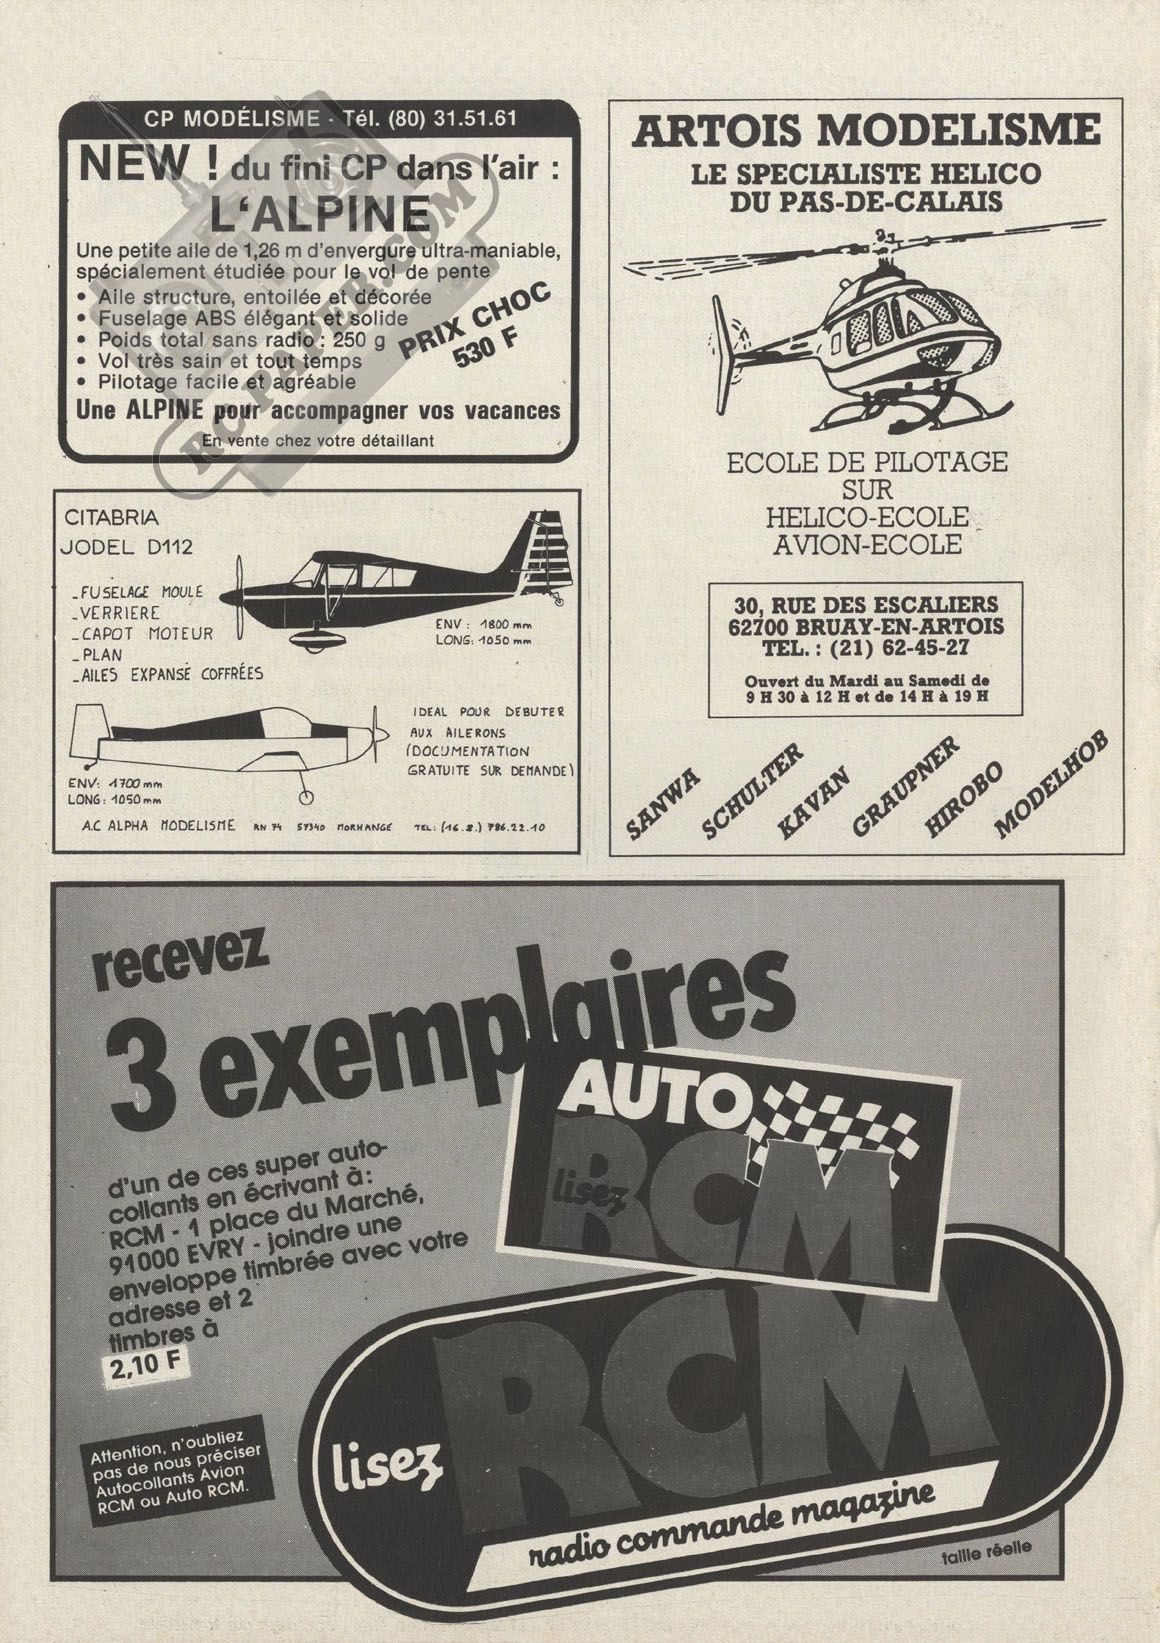 CP MODÉLISME - Tél. (80) 31.51.61
NEW ! du fini CP dans l'air :
L'ALPINE
Une petite aile de 1,26 m d'envergure ultra-maniable,
spécialement étudiée pour le vol de pente
• Aile structure, entoilée et décorée
• Fuselage ABS élégant et solide
• Poids total sans radio : 250 g
• Vol très sain et tout temps
• Pilotage facile et agréable
PRIX CHOC
530 F
Une ALPINE pour accompagner vos vacances
En vente chez votre détaillant
RC-PAPER.COM
CITABRIA
JODEL D112
_FUSELAGE MOULE
_VERRIERE
_CAPOT MOTEUR
_PLAN
_AILES EXPANSÉ COFFRÉES
ENV : 1800 mm
LONG: 1050 mm
IDEAL POUR DEBUTER
AUX AILERONS
(DOCUMENTATION
GRATUITE SUR DEMANDE)
ENV: 1700 mm
LONG: 1050 mm
A.C ALPHA MODELISME RN 74 57340 MORHANGE TEL: (16.8.) 786.22.10
ARTOIS MODELISME
LE SPECIALISTE HELICO
DU PAS-DE-CALAIS
ECOLE DE PILOTAGE
SUR
HELICO-ECOLE
AVION-ECOLE
30, RUE DES ESCALIERS
62700 BRUAY-EN-ARTOIS
TEL. : (21) 62-45-27
Ouvert du Mardi au Samedi de
9 H 30 à 12 H et de 14 H à 19 H
SANWA
SCHULTER
KAVAN
GRAUPNER
HIROBO
MODELHOB
recevez
3 exemplaires
d'un de ces super auto-
collants en écrivant à:
RCM - 1 place du Marché,
91000 EVRY - joindre une
enveloppe timbrée avec votre
adresse et 2
timbres à
2,10 F
Attention, n'oubliez
pas de nous préciser
Autocollants Avion
RCM ou Auto RCM.
AUTO
lisez
RCM
lisez
RCM
radio commande magazine
taille réelle